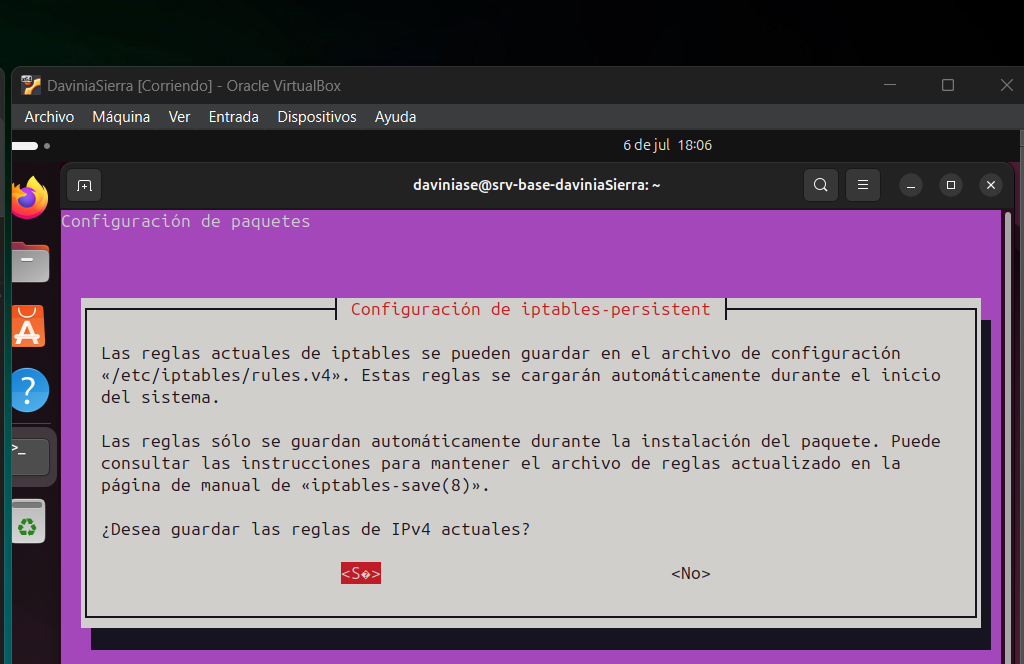 DaviniaSierra [Corriendo] - Oracle VirtualBox
Archivo Máquina Ver Entrada Dispositivos Ayuda
6 de jul 18:06
daviniase@srv-base-daviniaSierra: ~
Configuración de paquetes
Configuración de iptables-persistent
Las reglas actuales de iptables se pueden guardar en el archivo de configuración
«/etc/iptables/rules.v4». Estas reglas se cargarán automáticamente durante el inicio
del sistema.
Las reglas sólo se guardan automáticamente durante la instalación del paquete. Puede
consultar las instrucciones para mantener el archivo de reglas actualizado en la
página de manual de «iptables-save(8)».
¿Desea guardar las reglas de IPv4 actuales?
<S�> <No>